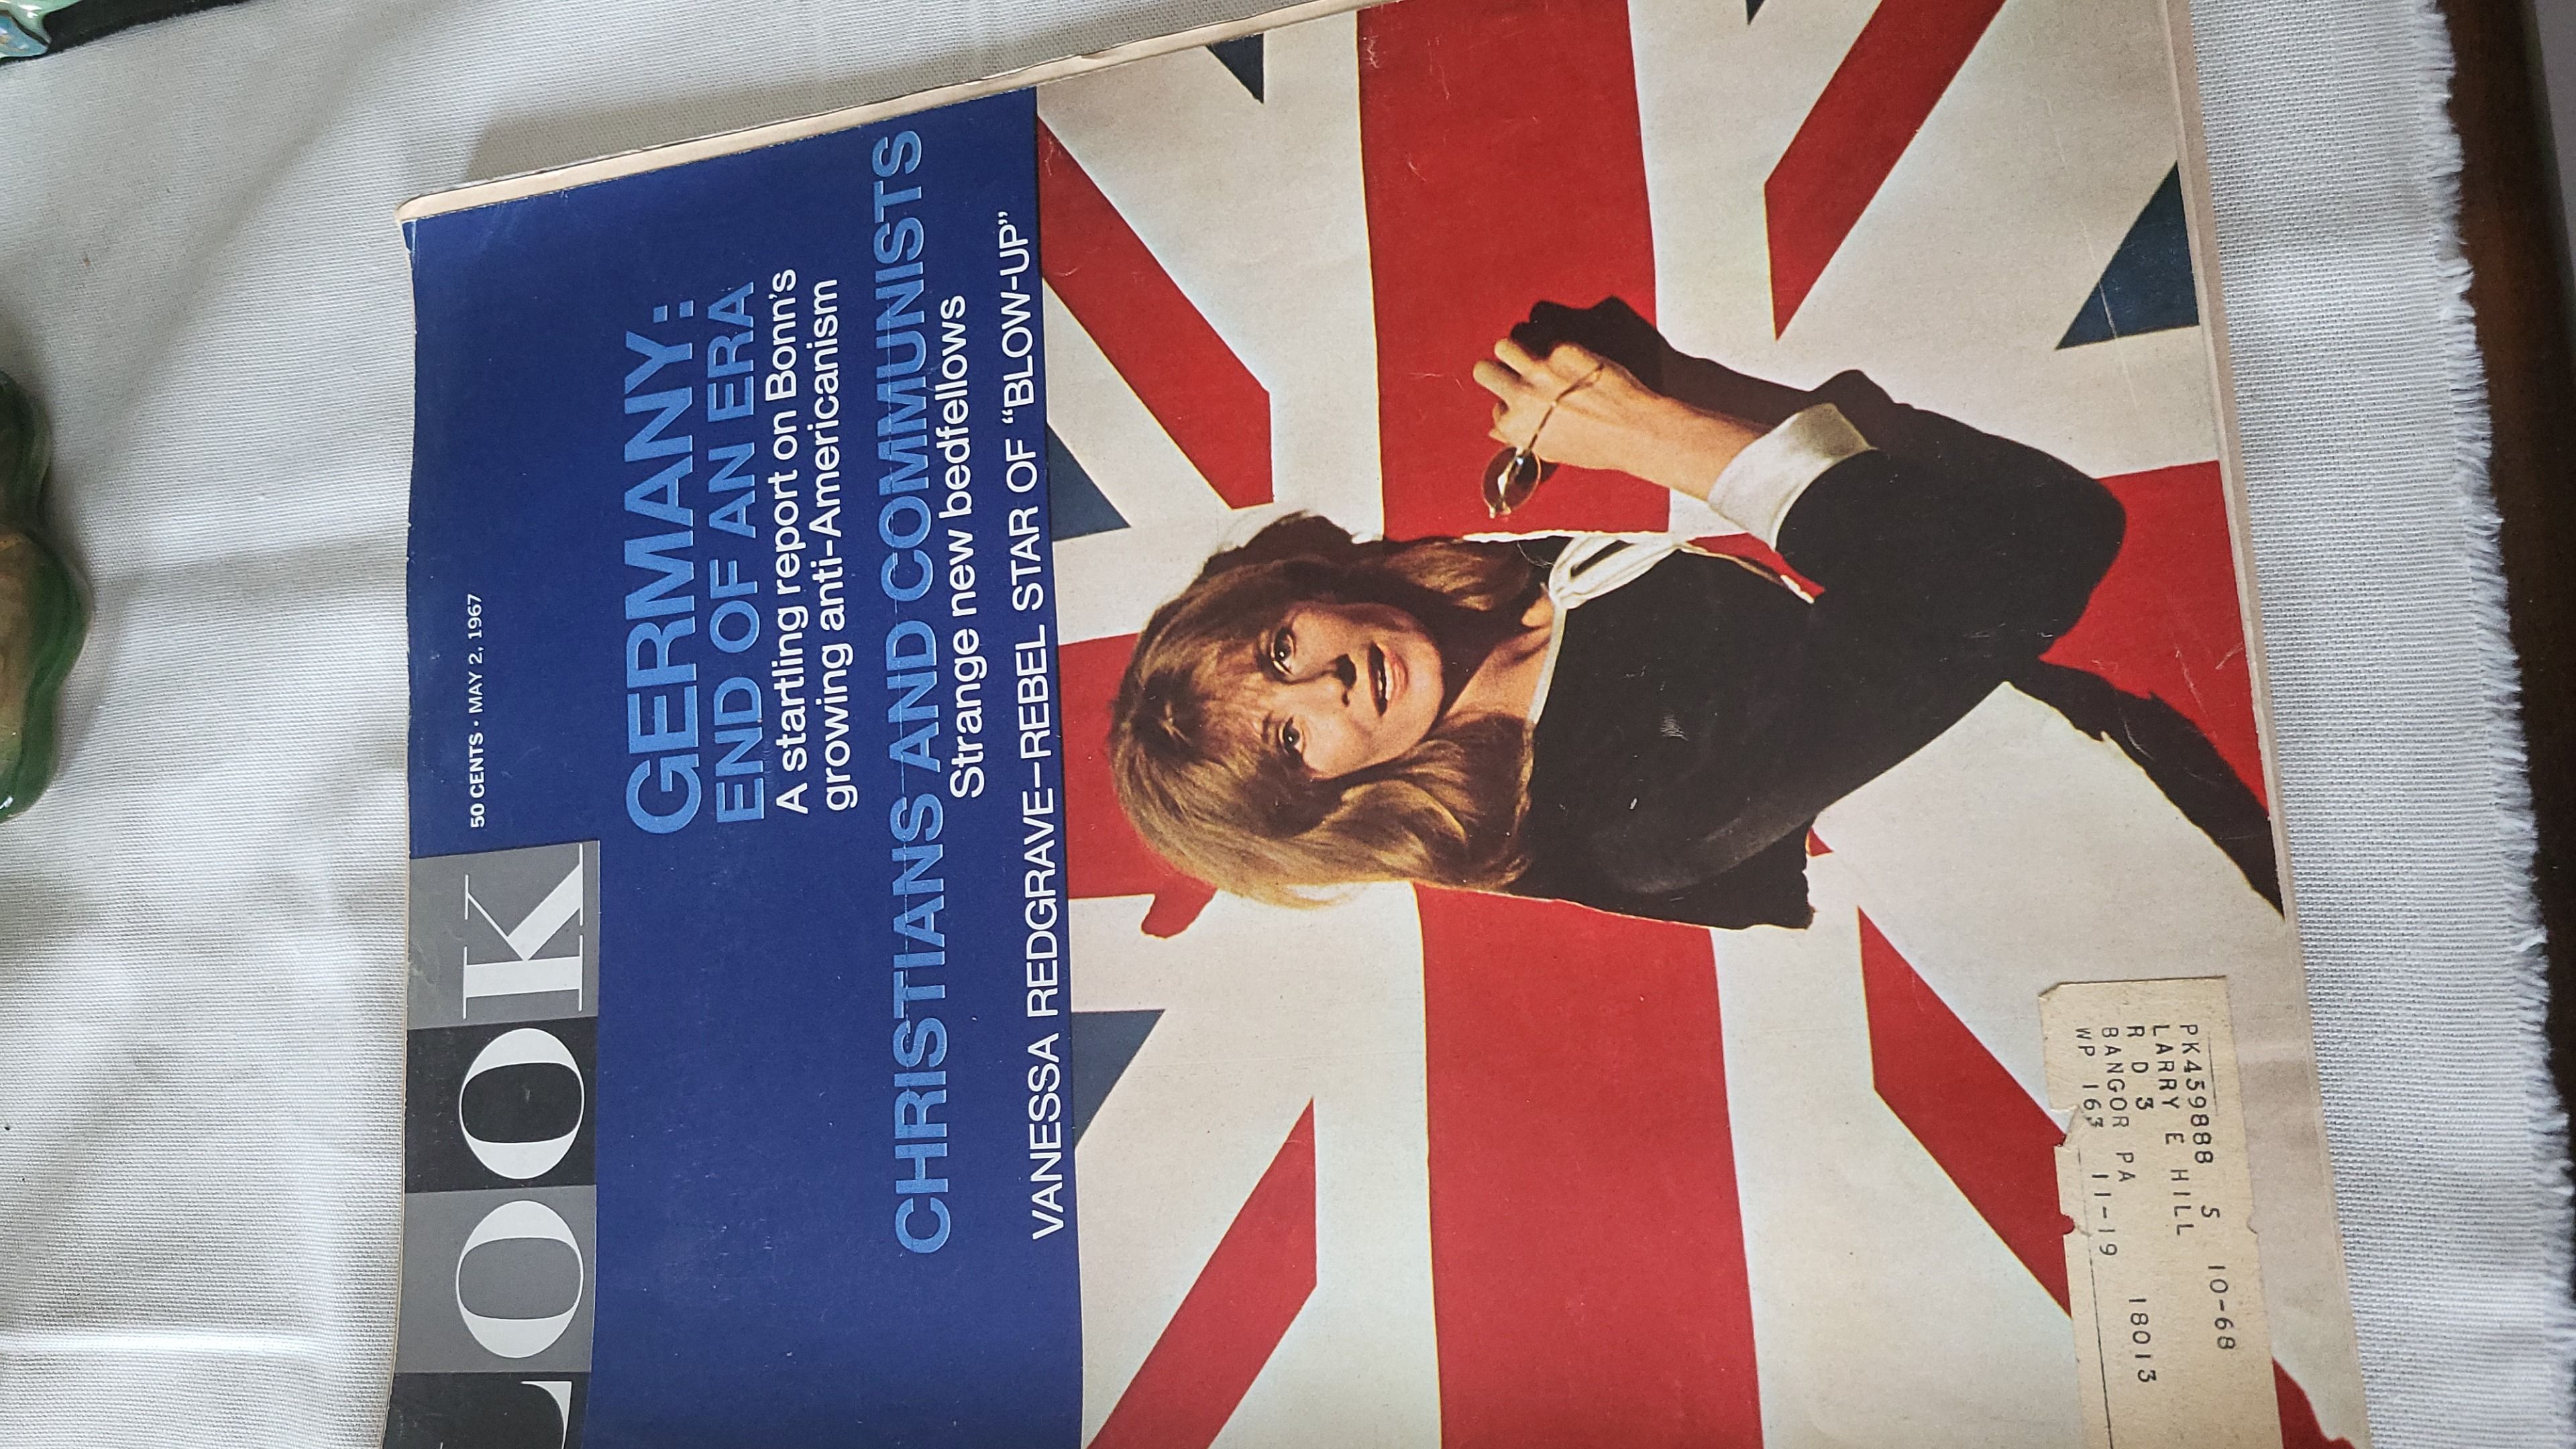 LOOK
50 CENTS • MAY 2, 1967
GERMANY:
END OF AN ERA
A startling report on Bonn's
growing anti-Americanism
CHRISTIANS AND COMMUNISTS
Strange new bedfellows
VANESSA REDGRAVE—REBEL STAR OF “BLOW-UP”
PK459888 5 10-68
LARRY E HILL
R D 3 18013
BANGOR PA
WP 163 11-19